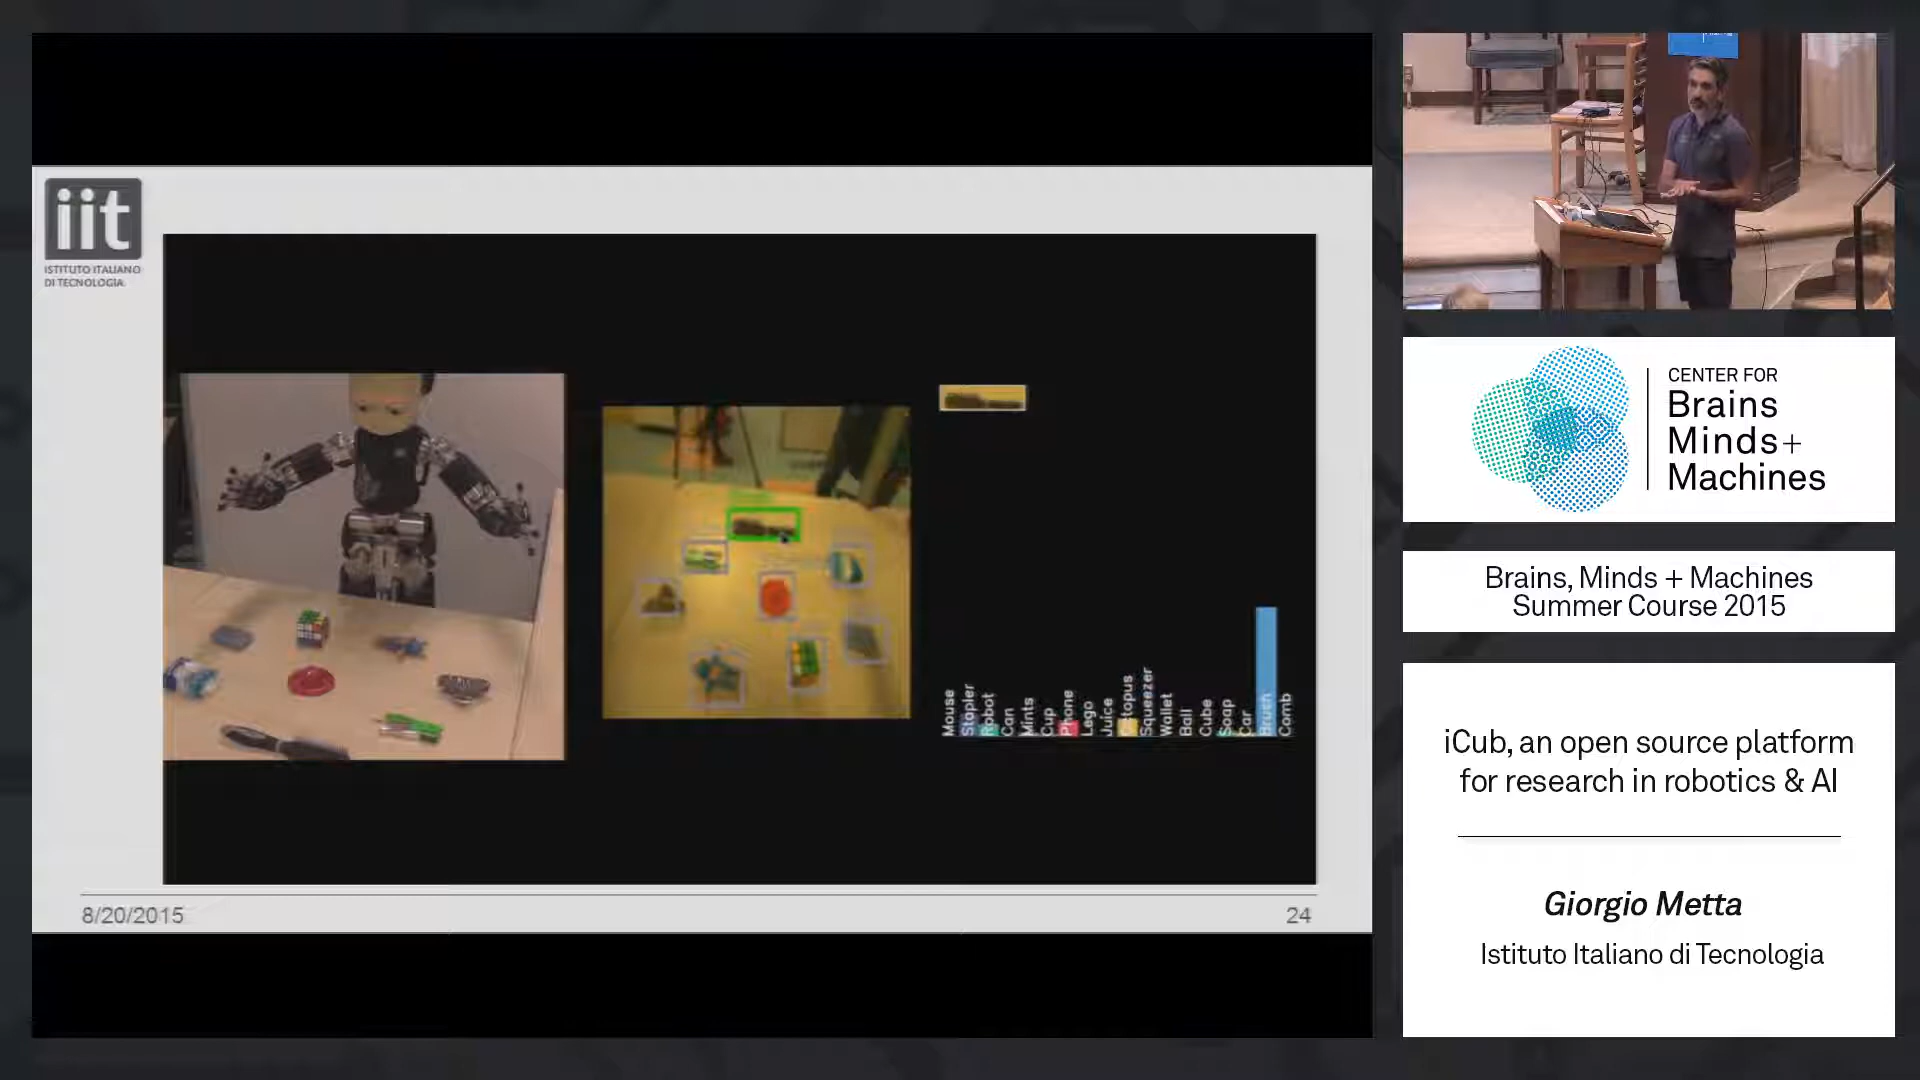 iit
ISTITUTO ITALIANO
DI TECNOLOGIA
Mouse
Stapler
Robot
Can
Mints
Cup
Phone
Lego
Juice
Octopus
Squeezer
Wallet
Ball
Cube
Soap
Car
Brush
Comb
8/20/2015
24
CENTER FOR
Brains
Minds+
Machines
Brains, Minds + Machines
Summer Course 2015
iCub, an open source platform
for research in robotics & AI
Giorgio Metta
Istituto Italiano di Tecnologia